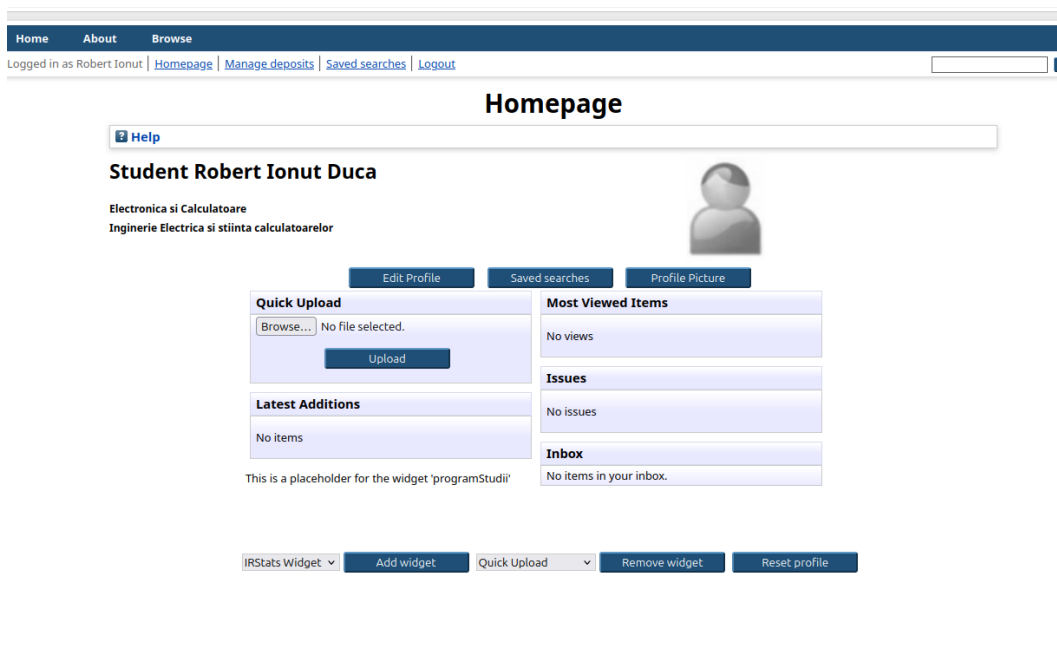 Home About Browse
Logged in as Robert Ionut Homepage Manage deposits Saved searches Logout
Homepage
? Help
Student Robert Ionut Duca
Electronica si Calculatoare
Inginerie Electrica si stiinta calculatoarelor
Edit Profile Saved searches Profile Picture
Quick Upload
Browse... No file selected.
Upload
Latest Additions
No items
This is a placeholder for the widget 'programStudii'
Most Viewed Items
No views
Issues
No issues
Inbox
No items in your inbox.
IRStats Widget Add widget Quick Upload Remove widget Reset profile